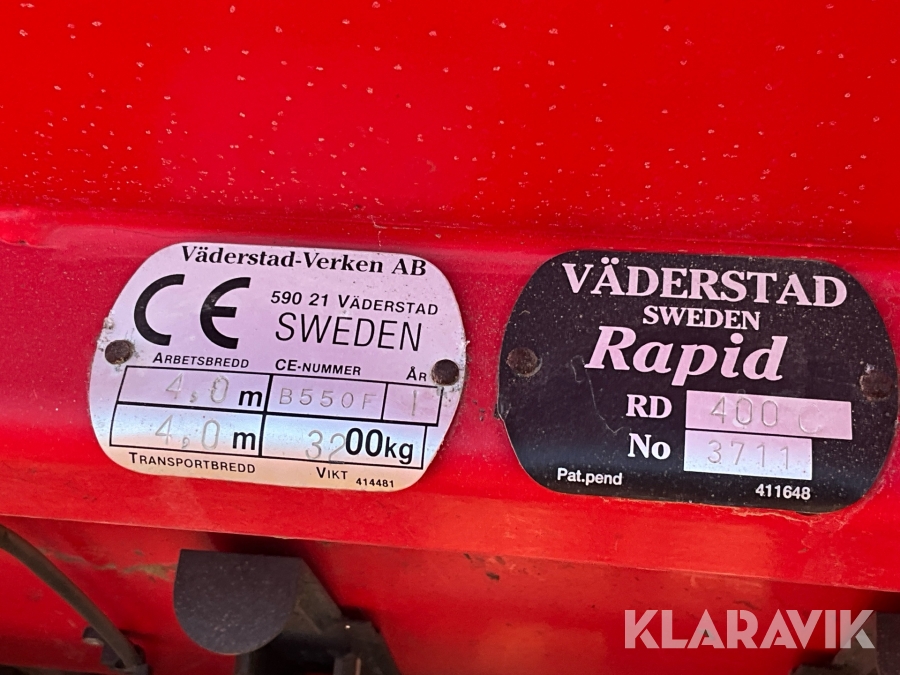 Väderstad-Verken AB
CE
590 21 VÄDERSTAD
SWEDEN
ARBETSBREDD CE-NUMMER ÅR
4,0 m B550F I
4,0 m 3200kg
TRANSPORTBREDD VIKT 414481
VÄDERSTAD
SWEDEN
Rapid
RD 400 C
No 3711
Pat.pend 411648
KLARAVIK